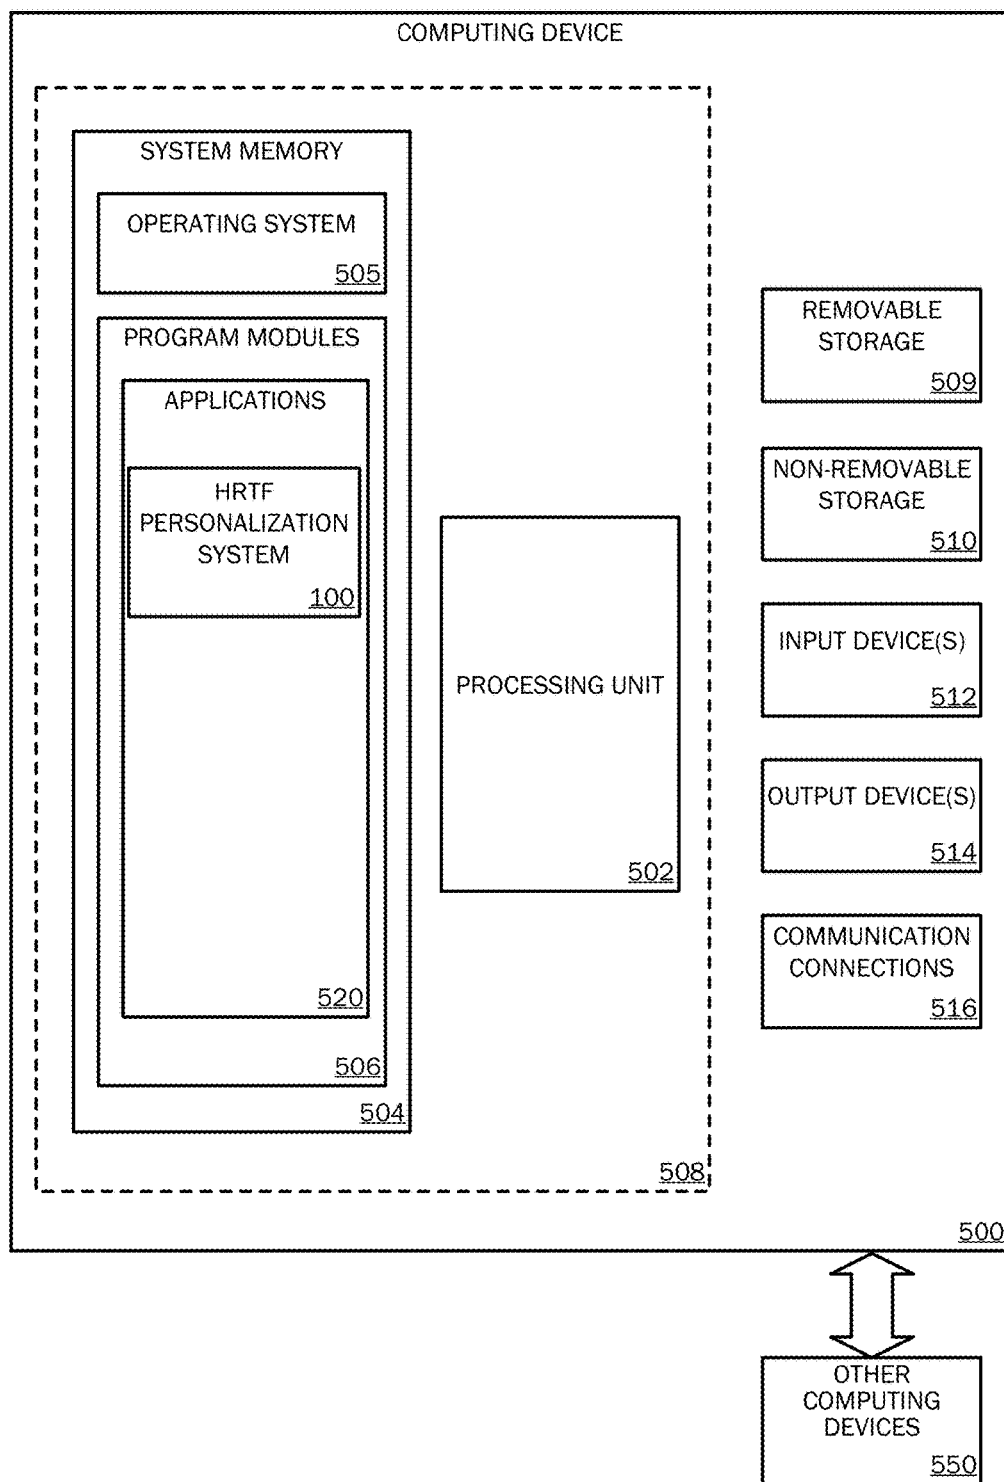 COMPUTING DEVICE
SYSTEM MEMORY
OPERATING SYSTEM
505
PROGRAM MODULES
APPLICATIONS
HRTF
PERSONALIZATION
SYSTEM
100
520
506
504
PROCESSING UNIT
502
508
REMOVABLE
STORAGE
509
NON-REMOVABLE
STORAGE
510
INPUT DEVICE(S)
512
OUTPUT DEVICE(S)
514
COMMUNICATION
CONNECTIONS
516
500
OTHER
COMPUTING
DEVICES
550